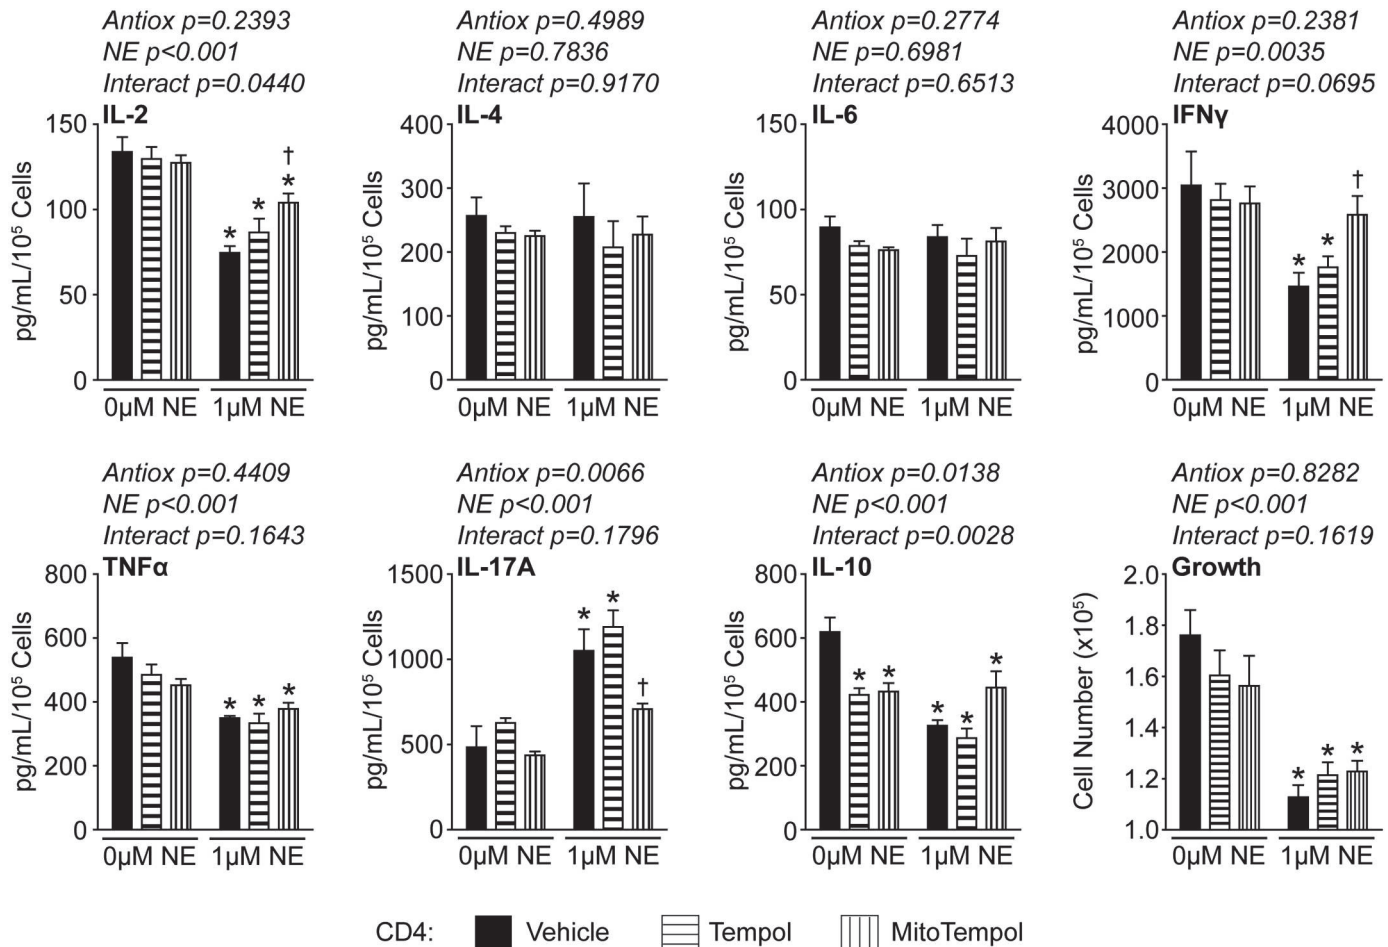 Antiox p=0.2393
NE p<0.001
Interact p=0.0440
IL-2
150
100
50
0
pg/mL/10⁵ Cells
*
*
†
*
0µM NE
1µM NE
Antiox p=0.4989
NE p=0.7836
Interact p=0.9170
IL-4
400
300
200
100
0
pg/mL/10⁵ Cells
0µM NE
1µM NE
Antiox p=0.2774
NE p=0.6981
Interact p=0.6513
IL-6
150
100
50
0
pg/mL/10⁵ Cells
0µM NE
1µM NE
Antiox p=0.2381
NE p=0.0035
Interact p=0.0695
IFNγ
4000
3000
2000
1000
0
pg/mL/10⁵ Cells
*
*
†
0µM NE
1µM NE
Antiox p=0.4409
NE p<0.001
Interact p=0.1643
TNFα
800
600
400
200
0
pg/mL/10⁵ Cells
*
*
*
0µM NE
1µM NE
Antiox p=0.0066
NE p<0.001
Interact p=0.1796
IL-17A
1500
1000
500
0
pg/mL/10⁵ Cells
*
*
†
0µM NE
1µM NE
Antiox p=0.0138
NE p<0.001
Interact p=0.0028
IL-10
800
600
400
200
0
pg/mL/10⁵ Cells
*
*
*
*
*
0µM NE
1µM NE
Antiox p=0.8282
NE p<0.001
Interact p=0.1619
Growth
2.0
1.8
1.6
1.4
1.2
1.0
Cell Number (x10⁵)
*
*
*
0µM NE
1µM NE
CD4: Vehicle Tempol MitoTempol